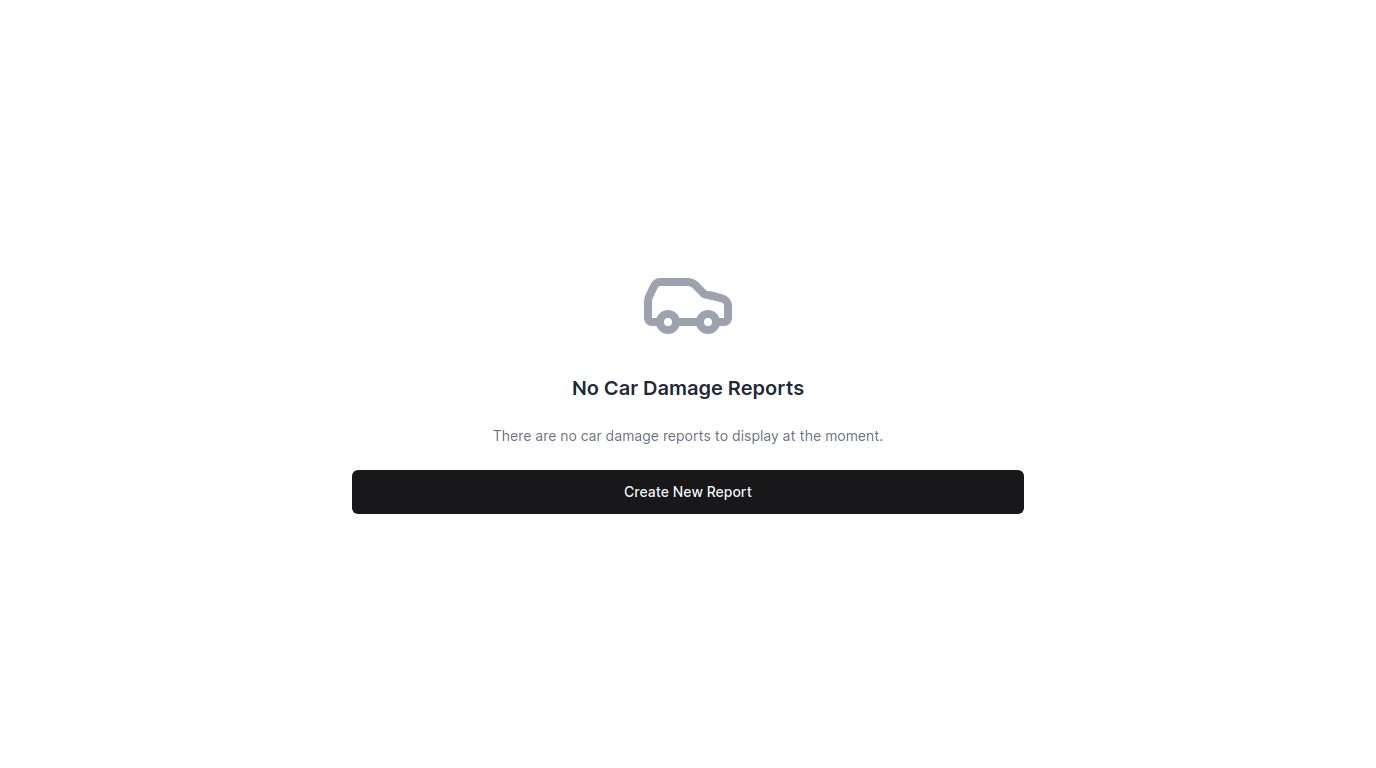 No Car Damage Reports
There are no car damage reports to display at the moment.
Create New Report